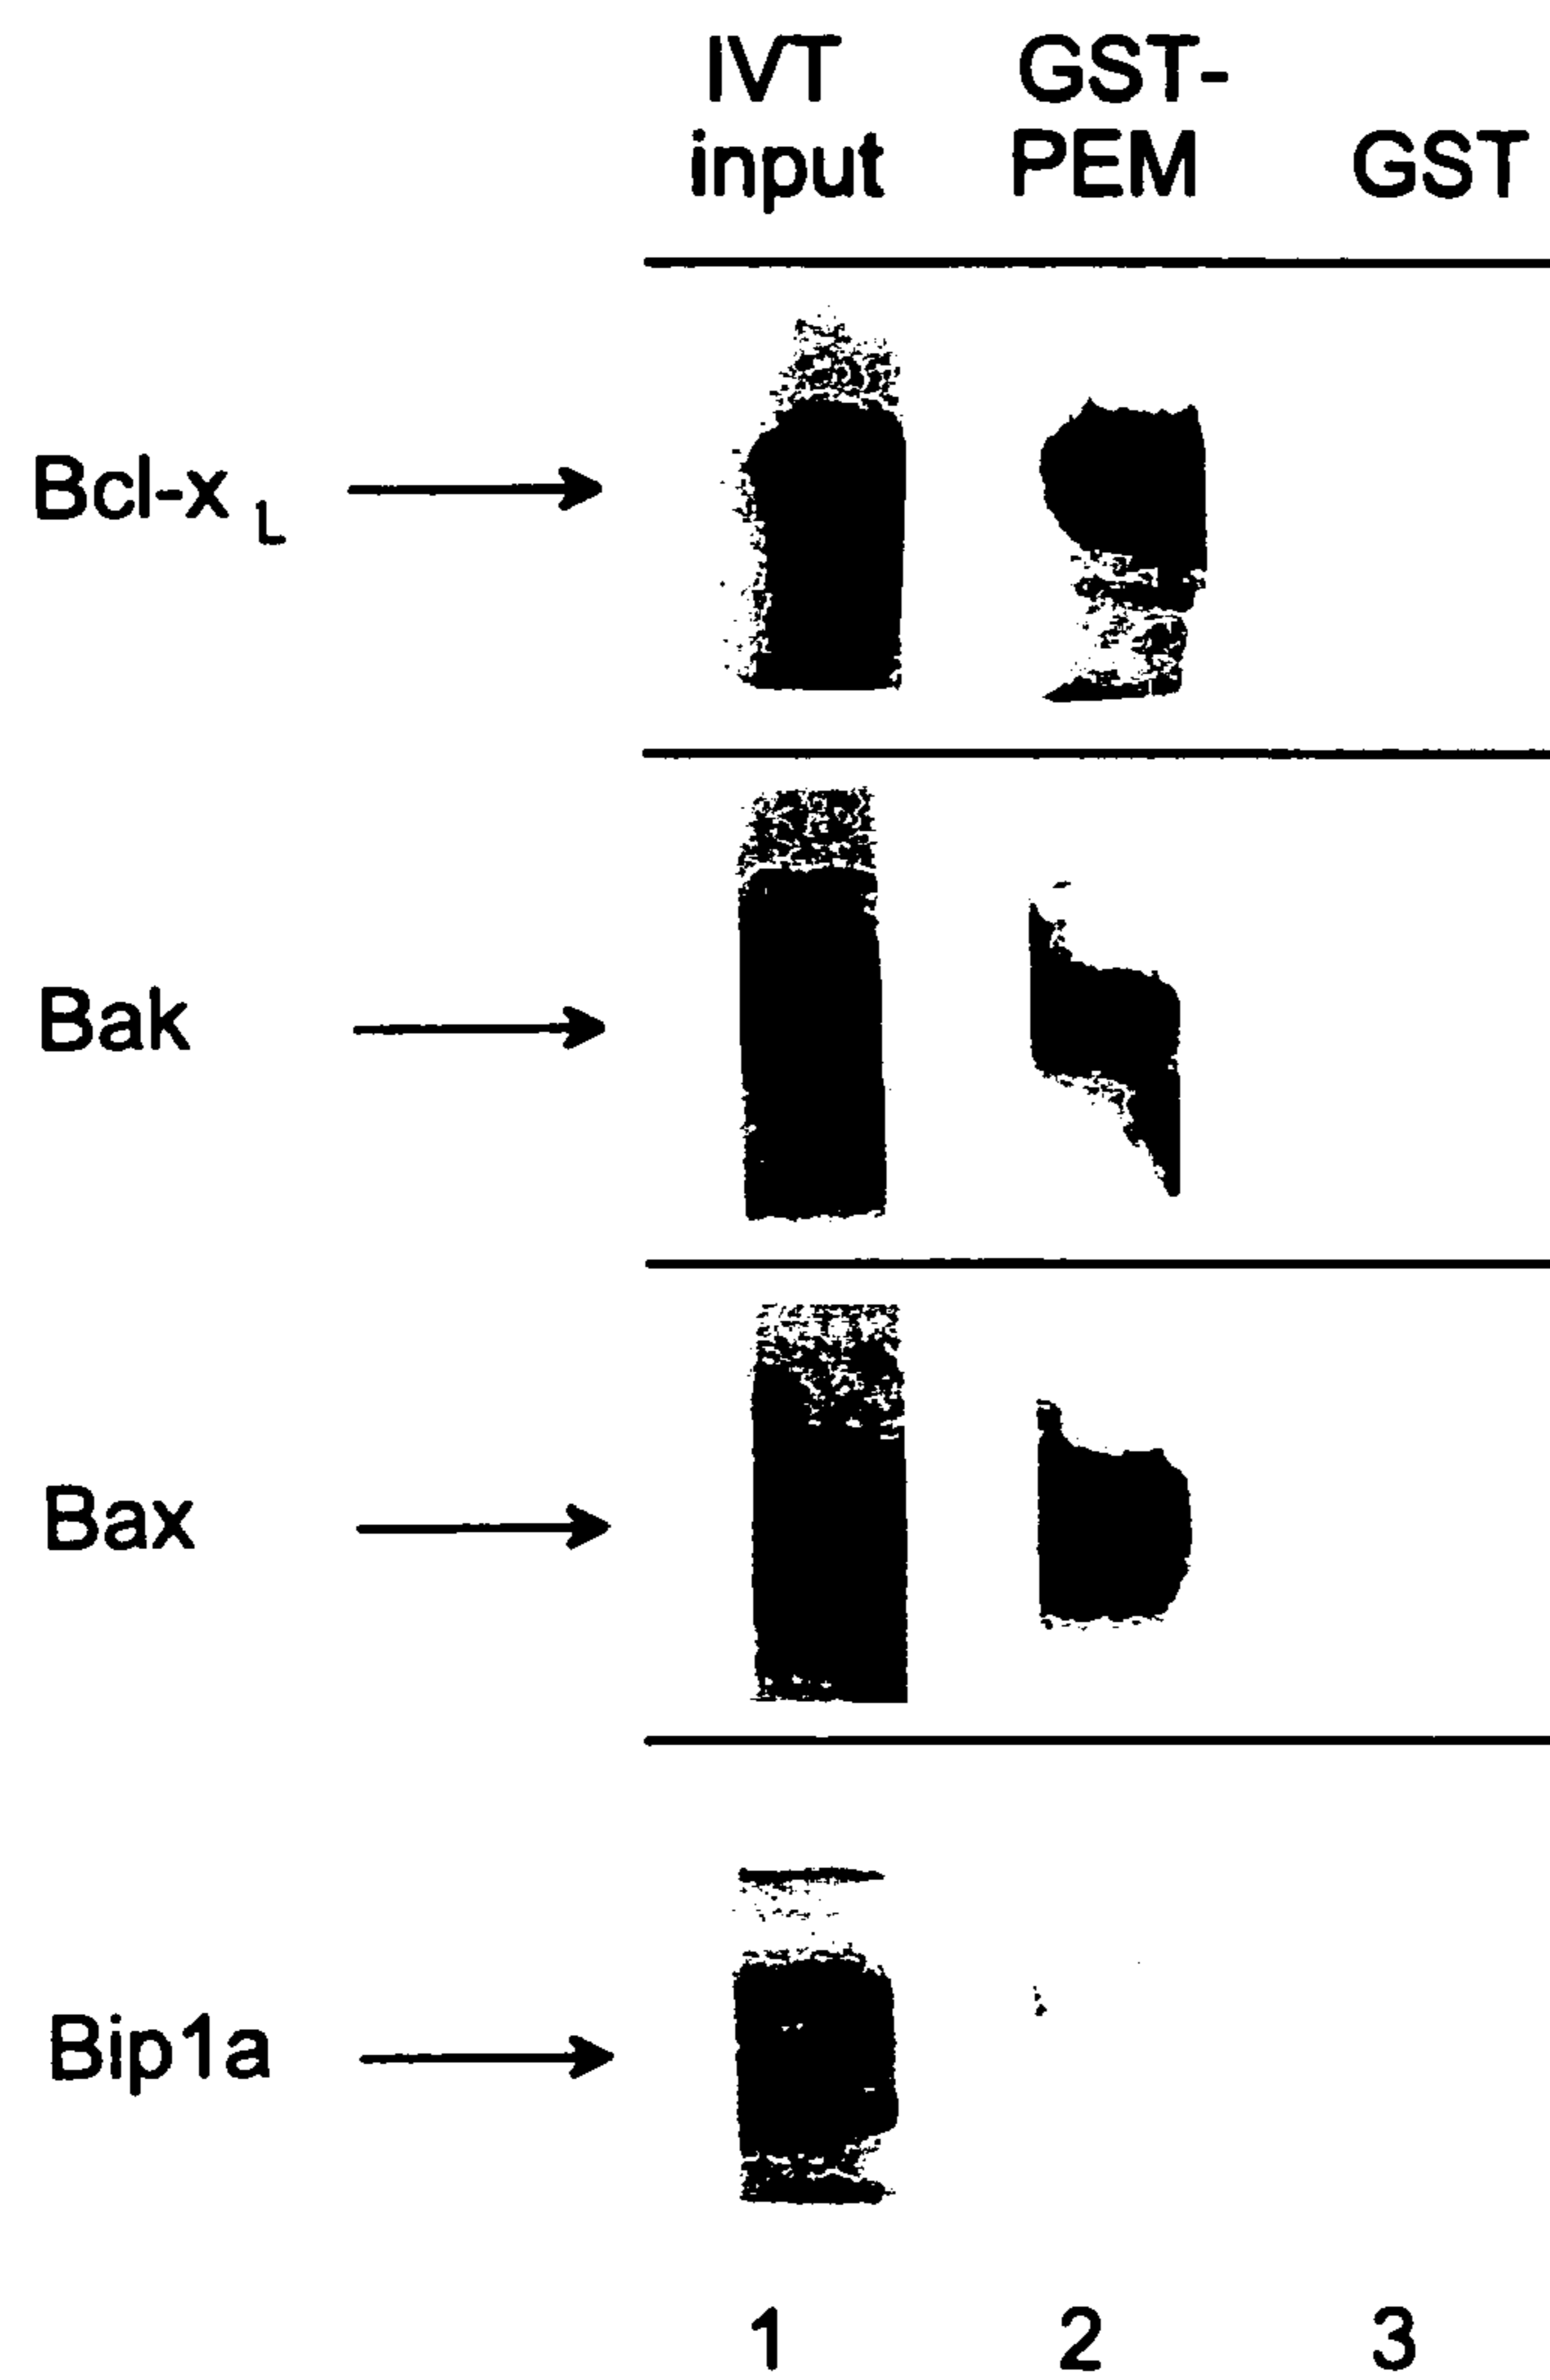 IVT GST-
input PEM GST
Bcl-x L
Bak
Bax
Bip1a
1 2 3